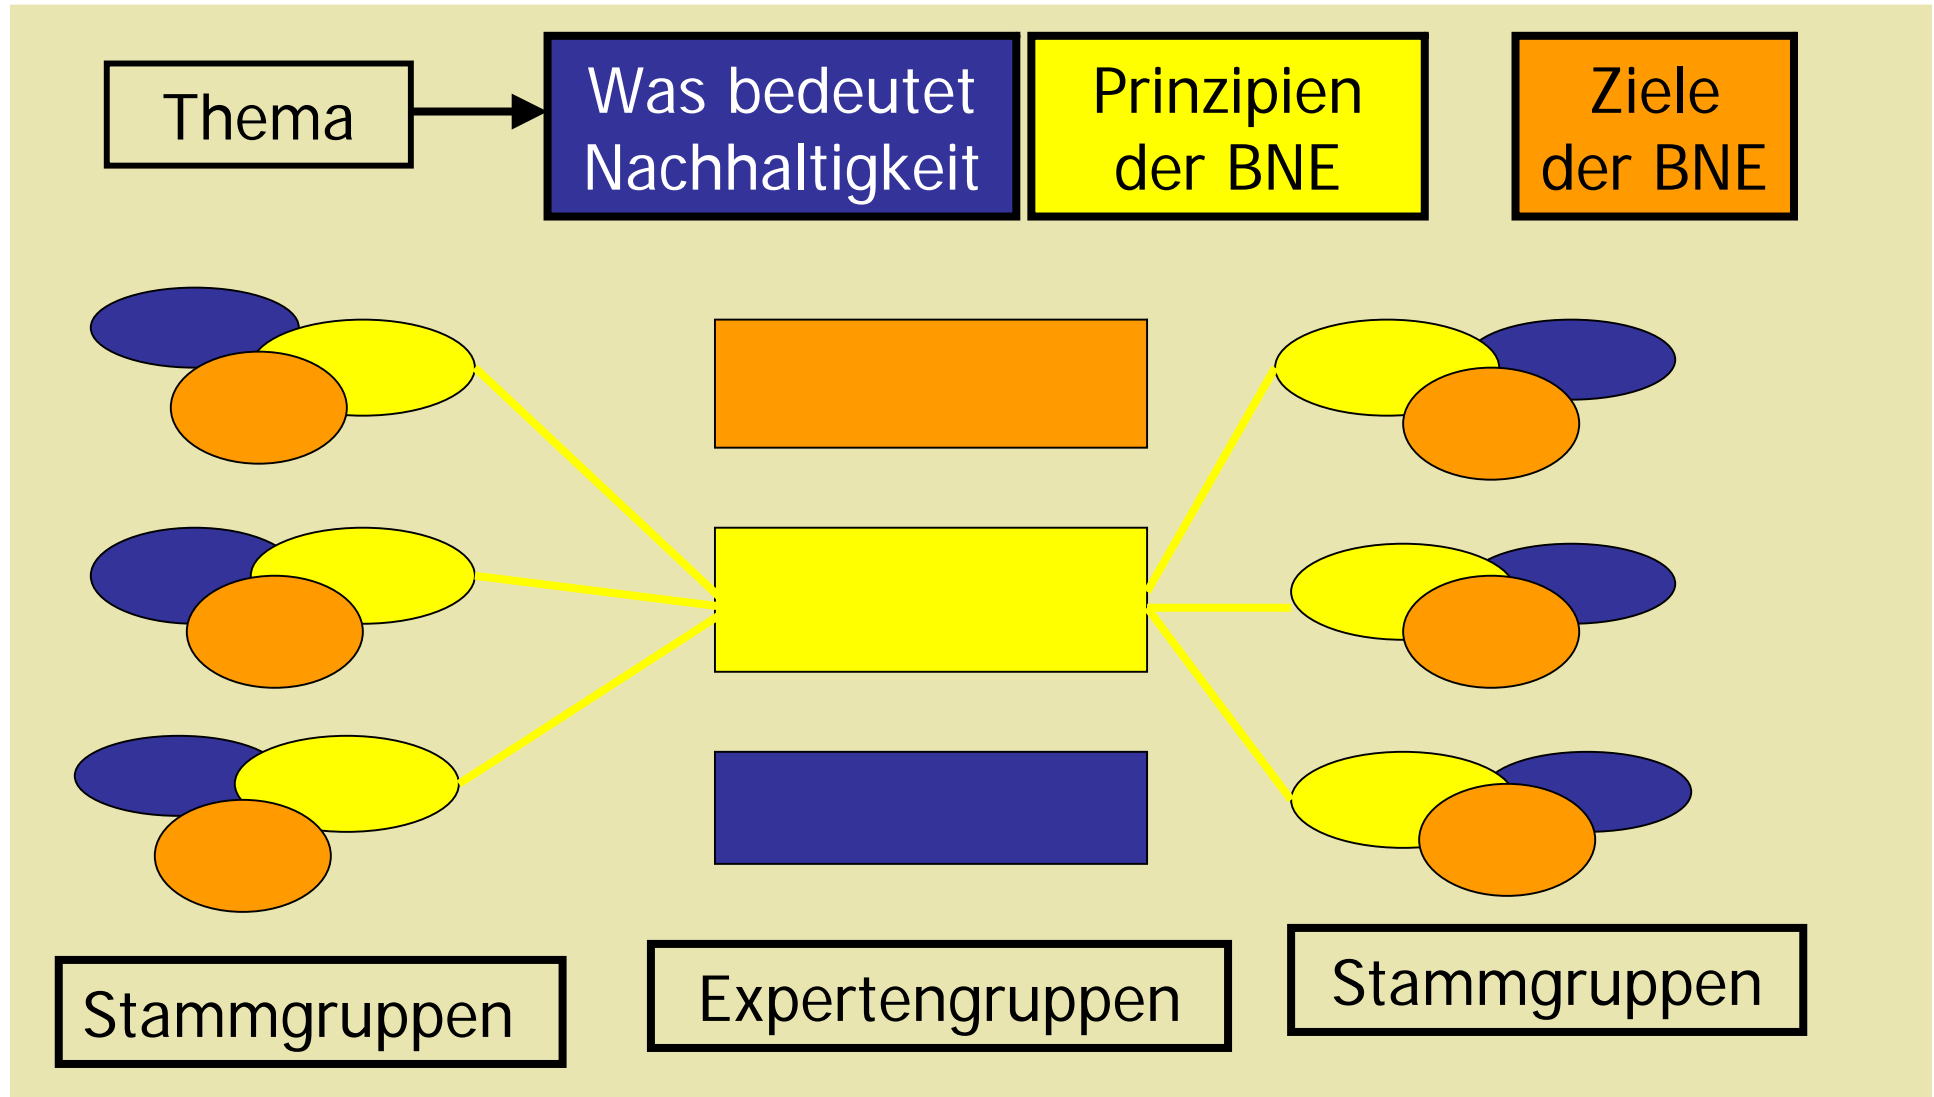 Thema
Was bedeutet
Nachhaltigkeit
Prinzipien
der BNE
Ziele
der BNE
Stammgruppen
Expertengruppen
Stammgruppen